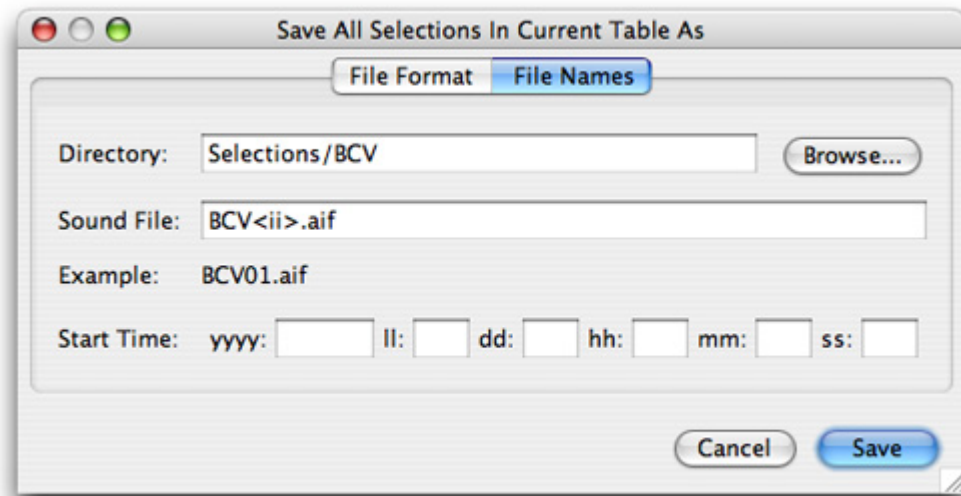 Save All Selections In Current Table As
File Format File Names
Directory: Selections/BCV Browse...
Sound File: BCV<ii>.aif
Example: BCV01.aif
Start Time: yyyy: ll: dd: hh: mm: ss:
Cancel Save